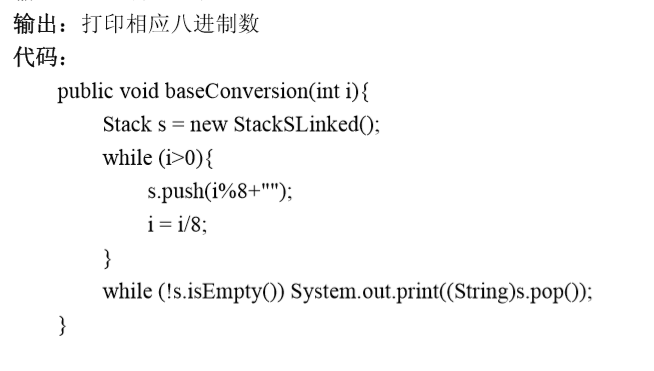 输出：打印相应八进制数
代码：
public void baseConversion(int i){
Stack s = new StackSLinked();
while (i>0){
s.push(i%8+"");
i = i/8;
}
while (!s.isEmpty()) System.out.print((String)s.pop());
}